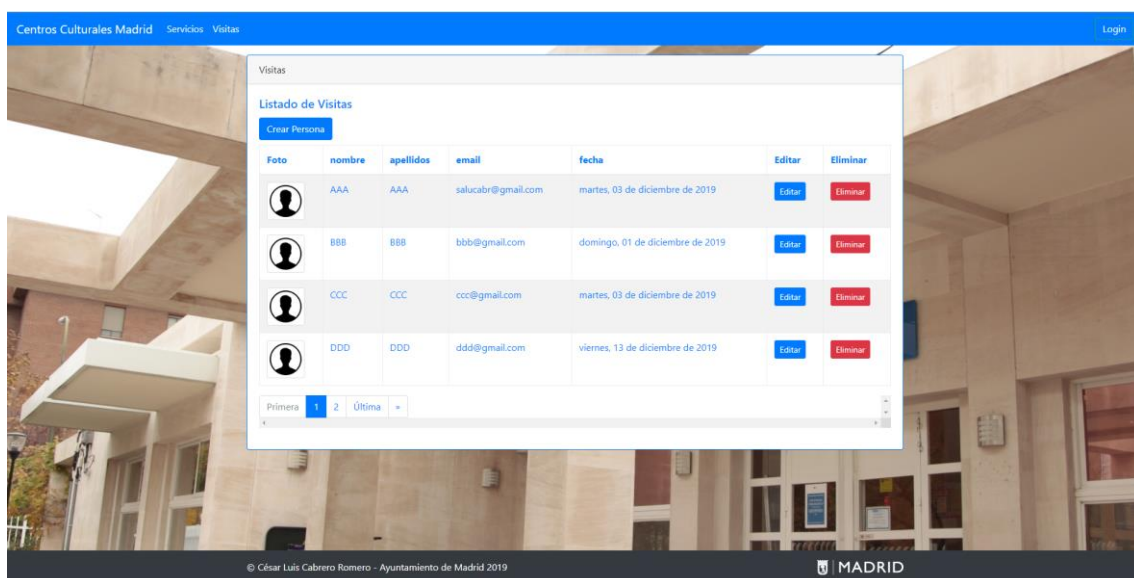 Centros Culturales Madrid Servicios Visitas Login
Visitas
Listado de Visitas
Crear Persona
Foto nombre apellidos email fecha Editar Eliminar
AAA AAA salucabr@gmail.com martes, 03 de diciembre de 2019 Editar Eliminar
BBB BBB bbb@gmail.com domingo, 01 de diciembre de 2019 Editar Eliminar
CCC CCC ccc@gmail.com martes, 03 de diciembre de 2019 Editar Eliminar
DDD DDD ddd@gmail.com viernes, 13 de diciembre de 2019 Editar Eliminar
Primera 1 2 Última »
© César Luis Cabrero Romero - Ayuntamiento de Madrid 2019 MADRID